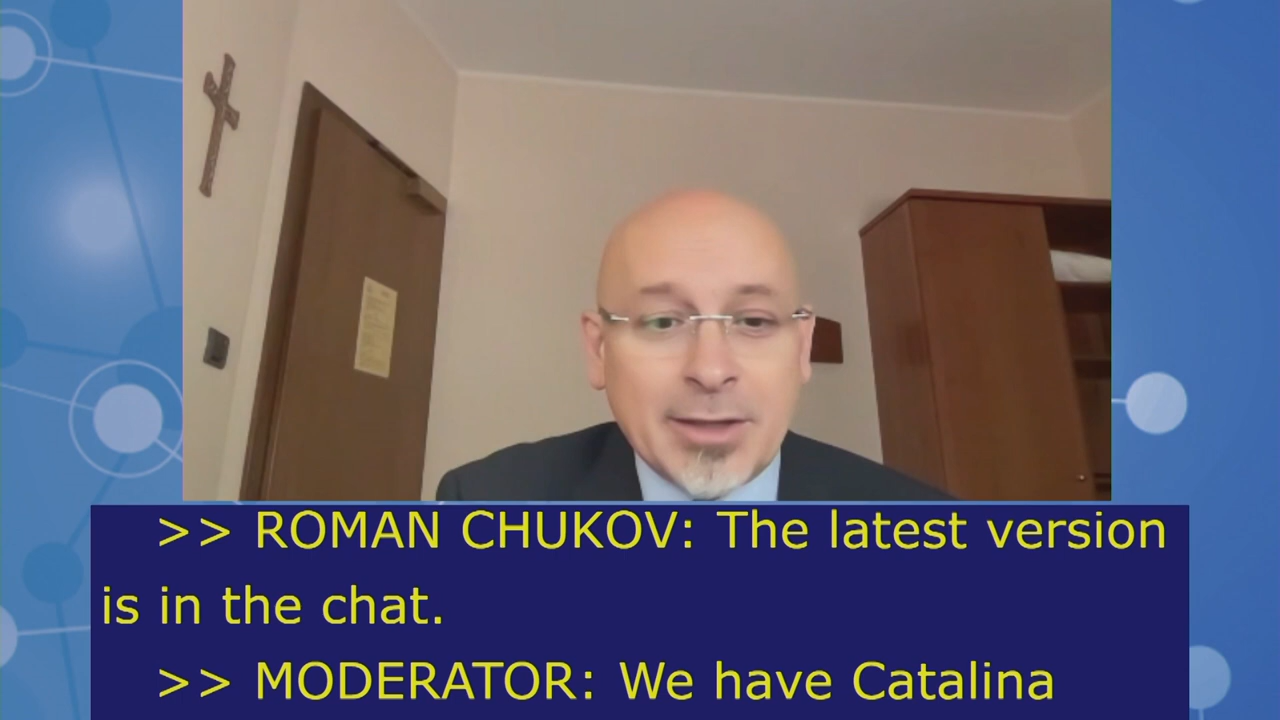 >> ROMAN CHUKOV: The latest version
is in the chat.
>> MODERATOR: We have Catalina